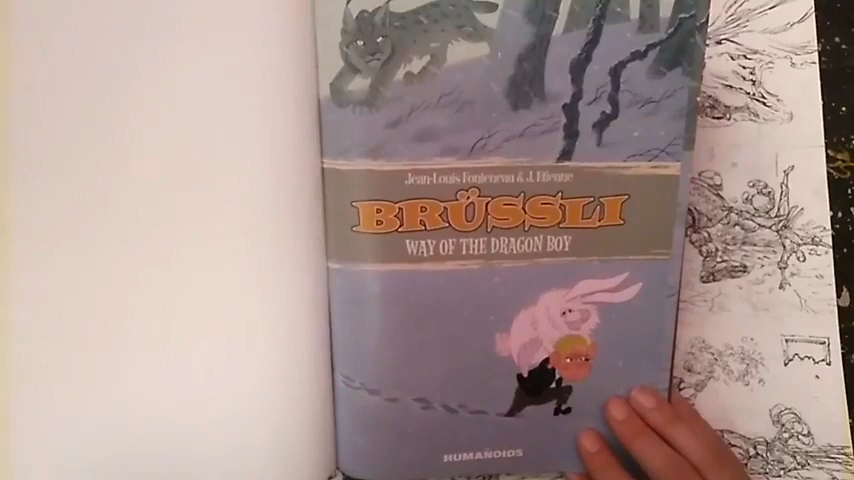 Jean-Louis Fonteneau & J. Etienne
BRÜSSLI
WAY OF THE DRAGON BOY
HUMANOIDS